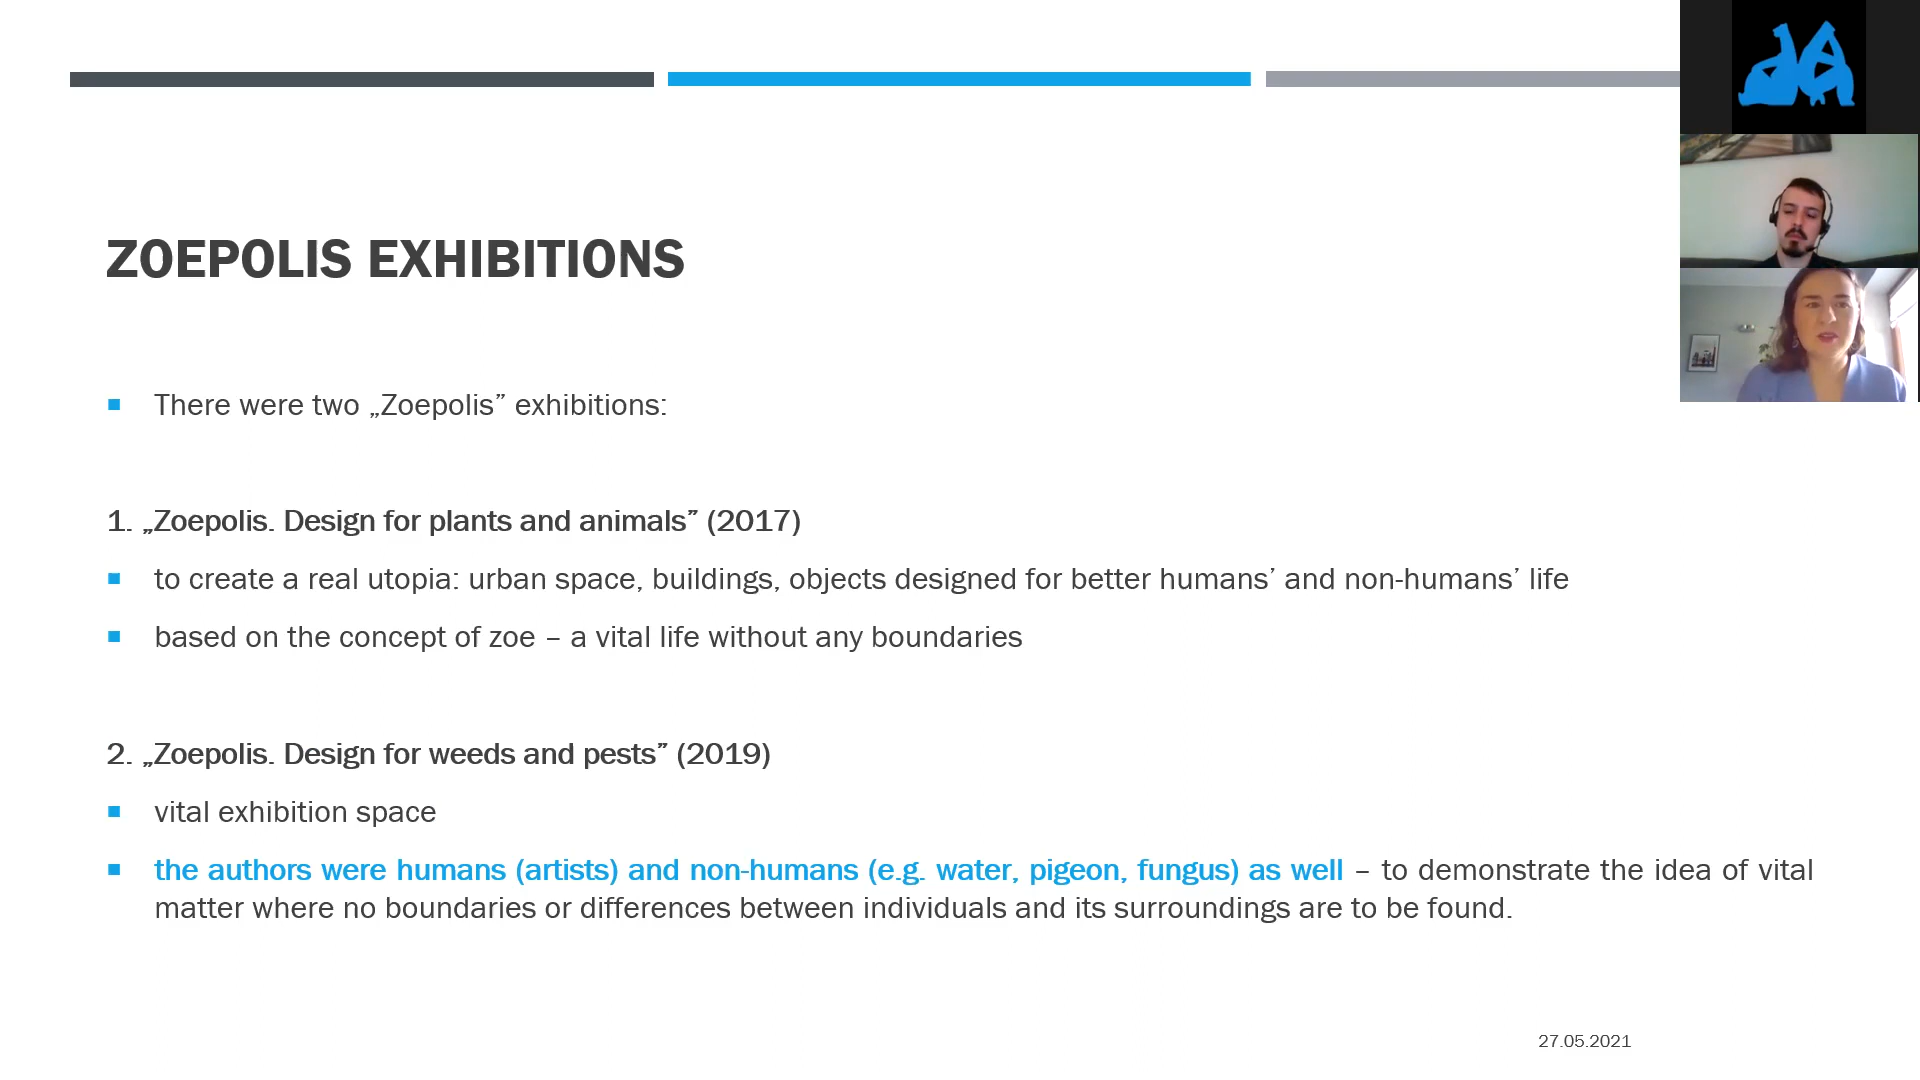 ZOEPOLIS EXHIBITIONS
There were two „Zoepolis” exhibitions:
1. „Zoepolis. Design for plants and animals” (2017)
to create a real utopia: urban space, buildings, objects designed for better humans’ and non-humans’ life
based on the concept of zoe – a vital life without any boundaries
2. „Zoepolis. Design for weeds and pests” (2019)
vital exhibition space
the authors were humans (artists) and non-humans (e.g. water, pigeon, fungus) as well – to demonstrate the idea of vital
matter where no boundaries or differences between individuals and its surroundings are to be found.
27.05.2021